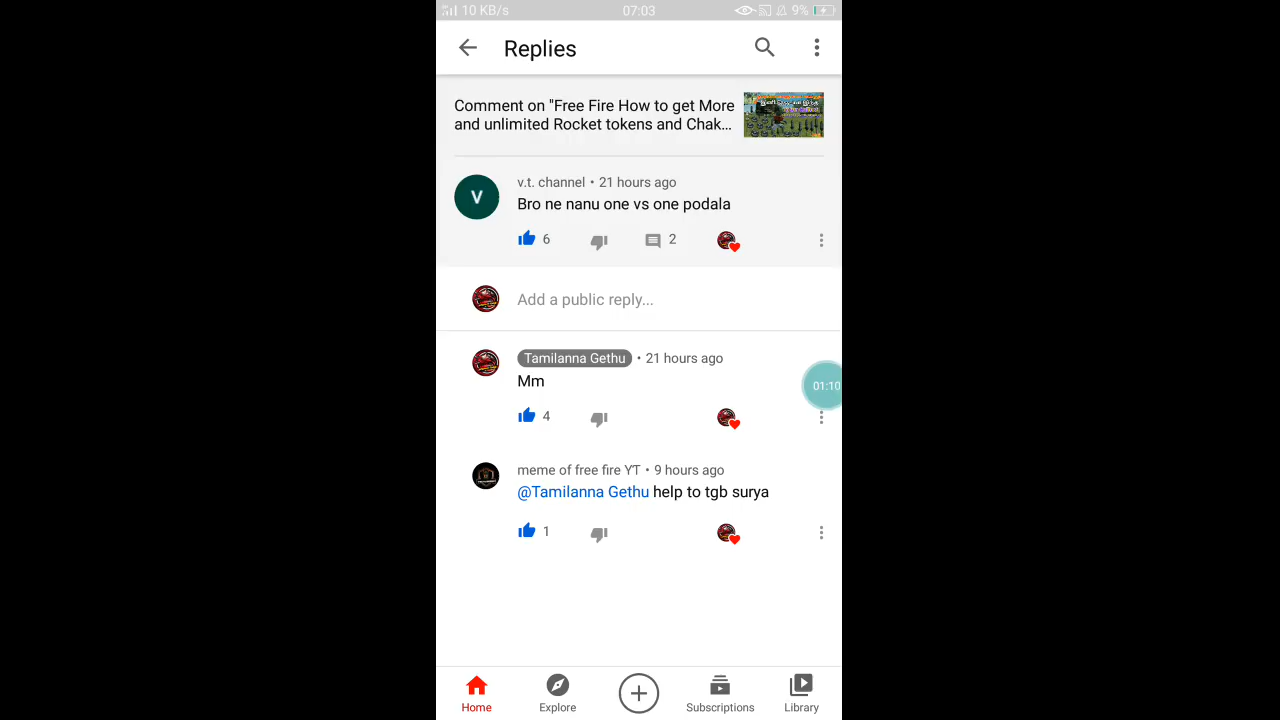 10 KB/s 07:03 9%
Replies
Comment on "Free Fire How to get More
and unlimited Rocket tokens and Chak...
V
v.t. channel • 21 hours ago
Bro ne nanu one vs one podala
6 2
Add a public reply...
Tamilanna Gethu • 21 hours ago
Mm
01:10
4
meme of free fire YT • 9 hours ago
@Tamilanna Gethu help to tgb surya
1
Home Explore Subscriptions Library